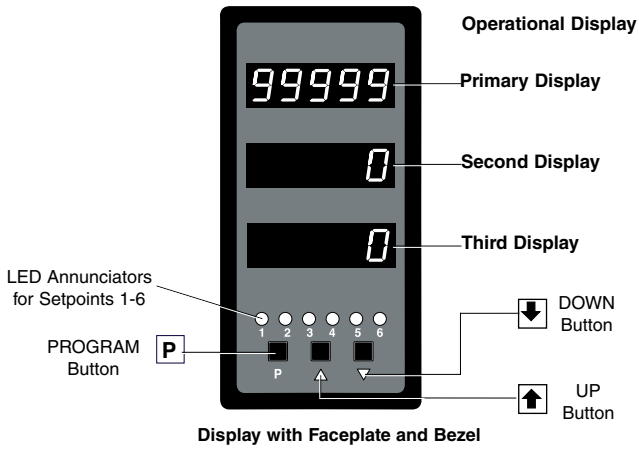 Operational Display
99999
Primary Display
0
Second Display
0
Third Display
LED Annunciators
for Setpoints 1-6
1 2 3 4 5 6
PROGRAM
Button
P
P
DOWN
Button
UP
Button
Display with Faceplate and Bezel